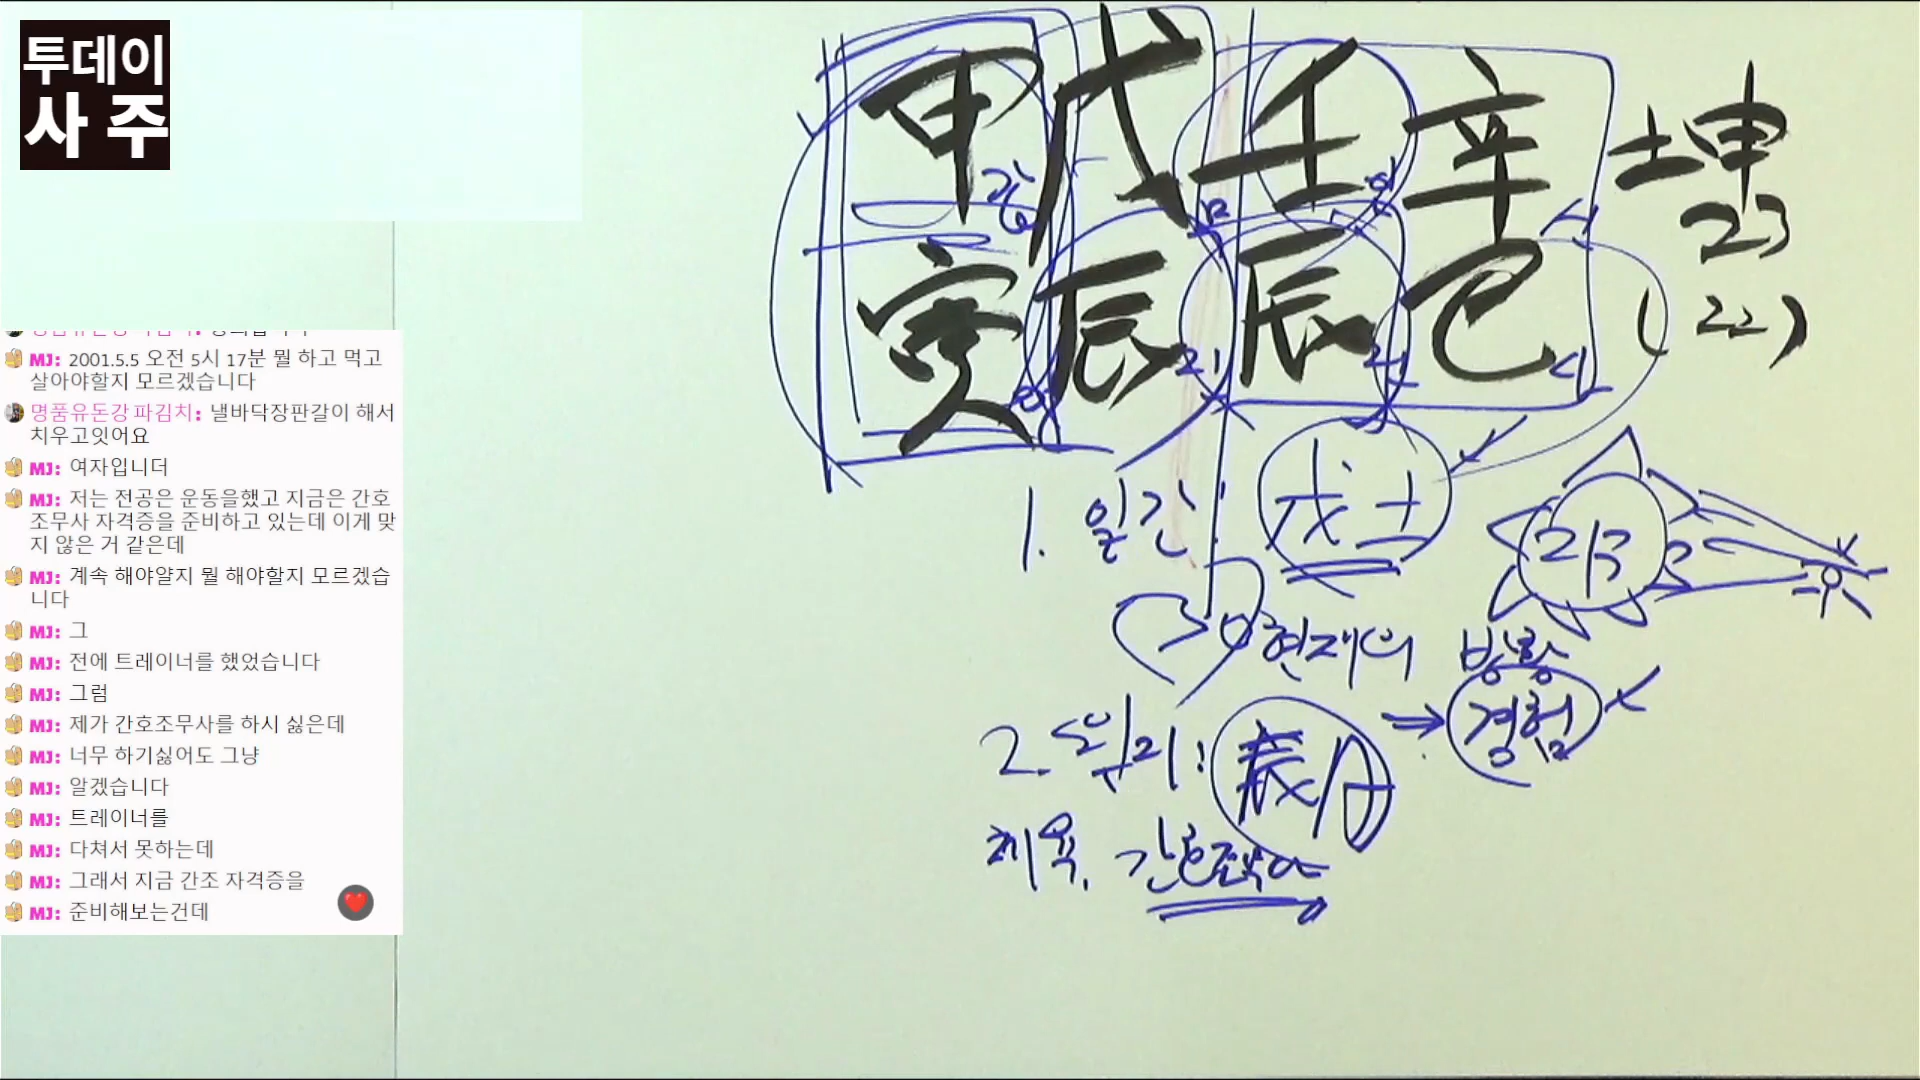 투데이
사주
MJ: 2001.5.5 오전 5시 17분 뭘 하고 먹고
살아야할지 모르겠습니다
명품유돈강파김치: 낼바닥장판갈이 해서
치우고잇어요
MJ: 여자입니더
MJ: 저는 전공은 운동을했고 지금은 간호
조무사 자격증을 준비하고 있는데 이게 맞
지 않은 거 같은데
MJ: 계속 해야알지 뭘 해야할지 모르겠습
니다
MJ: 그
MJ: 전에 트레이너를 했었습니다
MJ: 그럼
MJ: 제가 간호조무사를 하시 싫은데
MJ: 너무 하기싫어도 그냥
MJ: 알겠습니다
MJ: 트레이너를
MJ: 다쳐서 못하는데
MJ: 그래서 지금 간조 자격증을
MJ: 준비해보는건데
甲戊壬辛 坤
寅辰辰巳
23
(22)
1. 일간: 戊土
현재의 방황
2. 월지: 辰月 → 경험
체육, 간호조무사